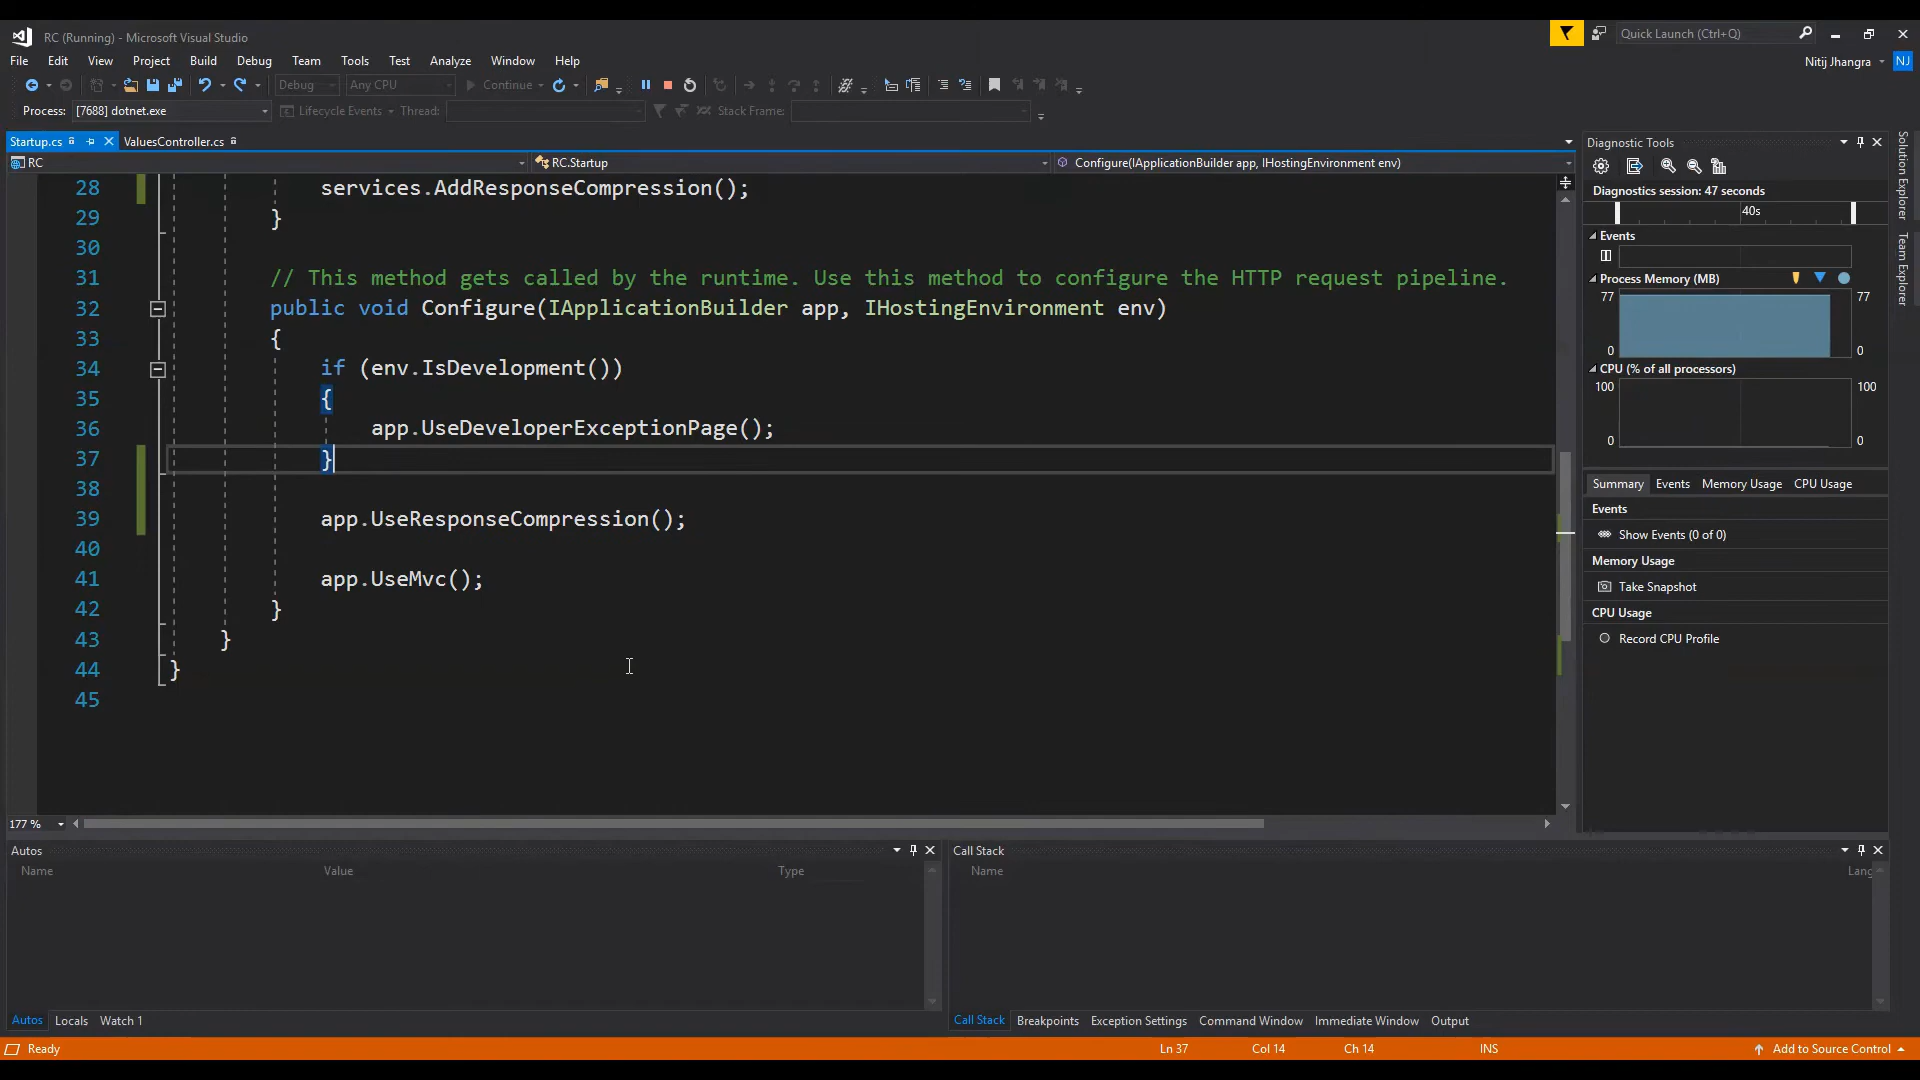 RC (Running) - Microsoft Visual Studio
Quick Launch (Ctrl+Q)
File Edit View Project Build Debug Team Tools Test Analyze Window Help
Nitij Jhangra NJ
Debug Any CPU Continue
Process: [7688] dotnet.exe Lifecycle Events Thread: Stack Frame:
Startup.cs ValuesController.cs
RC RC.Startup Configure(IApplicationBuilder app, IHostingEnvironment env)
28 services.AddResponseCompression();
29 }
30
31 // This method gets called by the runtime. Use this method to configure the HTTP request pipeline.
32 public void Configure(IApplicationBuilder app, IHostingEnvironment env)
33 {
34 if (env.IsDevelopment())
35 {
36 app.UseDeveloperExceptionPage();
37 }
38
39 app.UseResponseCompression();
40
41 app.UseMvc();
42 }
43 }
44 }
45
177 %
Diagnostic Tools
Diagnostics session: 47 seconds
40s
Events
Process Memory (MB)
77 77
0 0
CPU (% of all processors)
100 100
0 0
Summary Events Memory Usage CPU Usage
Events
Show Events (0 of 0)
Memory Usage
Take Snapshot
CPU Usage
Record CPU Profile
Solution Explorer
Team Explorer
Autos
Name Value Type
Autos Locals Watch 1
Call Stack
Name Lang
Call Stack Breakpoints Exception Settings Command Window Immediate Window Output
Ready Ln 37 Col 14 Ch 14 INS Add to Source Control